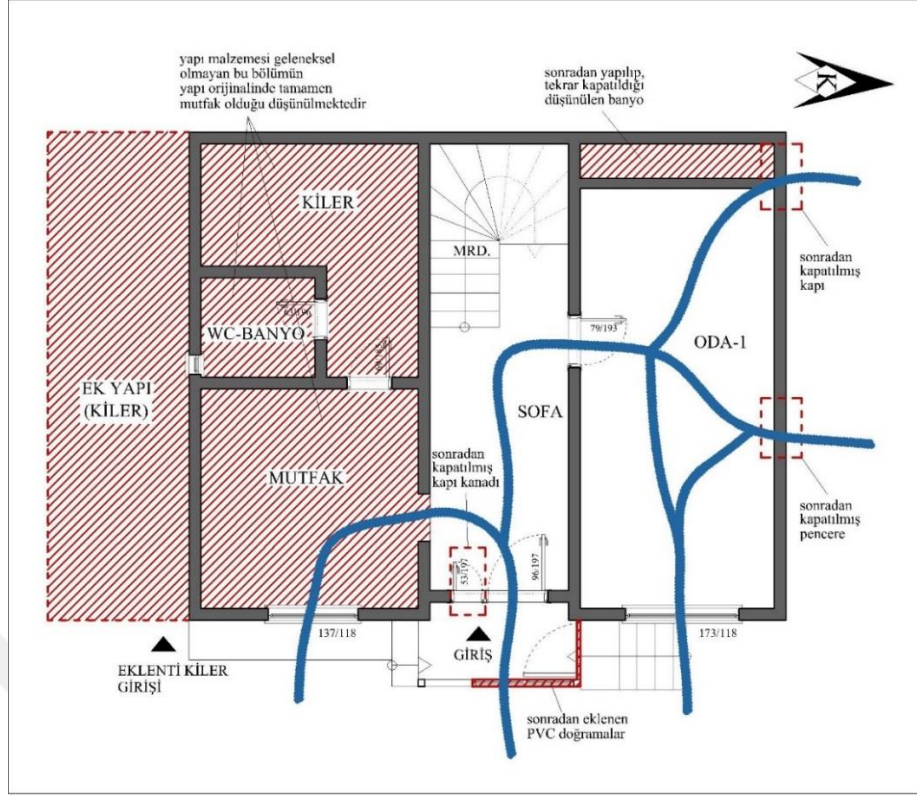 yapı malzemesi geleneksel
olmayan bu bölümün
yapı orijinalinde tamamen
mutfak olduğu düşünülmektedir
sonradan yapılıp,
tekrar kapatıldığı
düşünülen banyo
K
KİLER
MRD.
sonradan
kapatılmış
kapı
WC-BANYO
79/193
ODA-1
EK YAPI
(KİLER)
SOFA
sonradan
kapatılmış
kapı kanadı
MUTFAK
sonradan
kapatılmış
pencere
53/197
96/197
137/118
173/118
GİRİŞ
EKLENTİ KİLER
GİRİŞİ
sonradan eklenen
PVC doğramalar